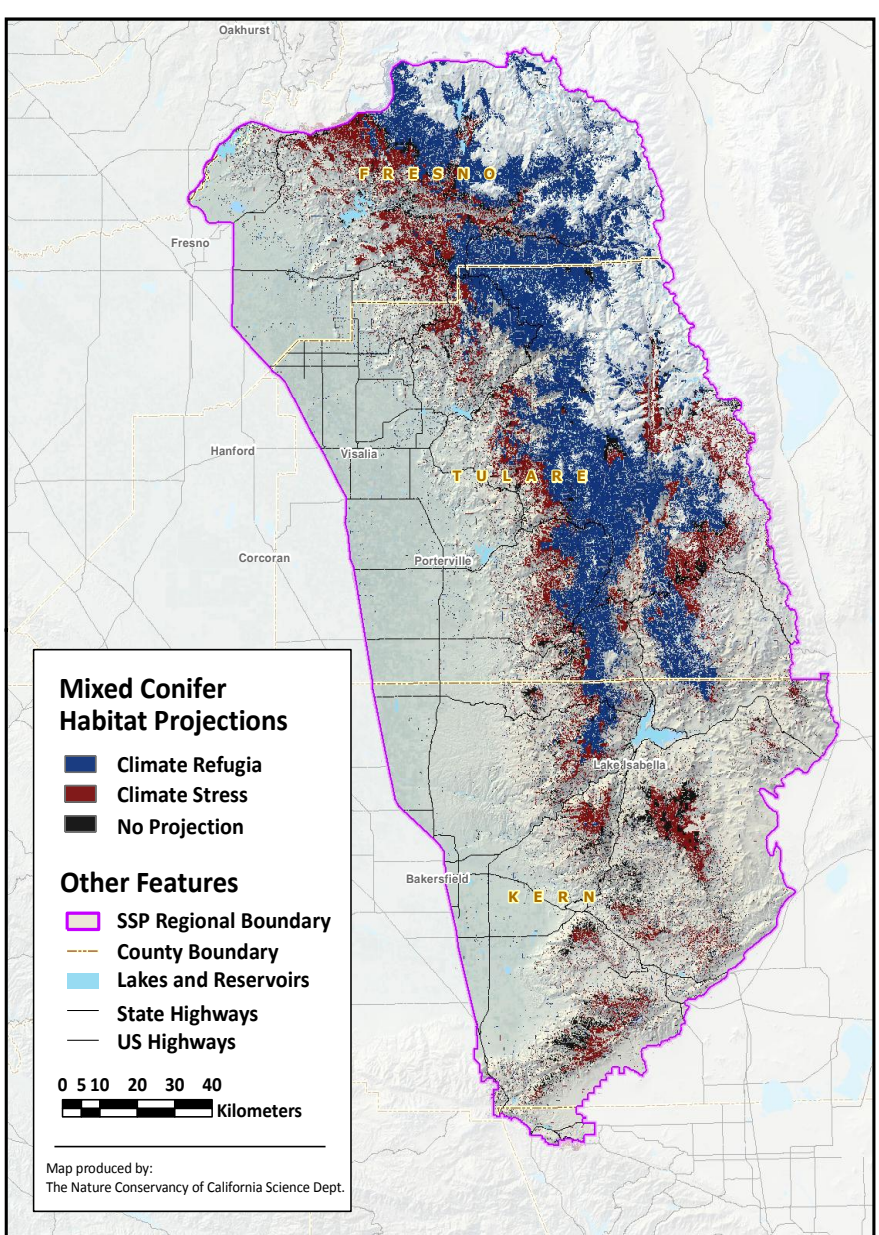 Oakhurst
F R E S N O
Fresno
Hanford
Visalia
T U L A R E
Corcoran
Porterville
Mixed Conifer
Habitat Projections
Climate Refugia
Climate Stress
No Projection
Other Features
SSP Regional Boundary
County Boundary
Lakes and Reservoirs
State Highways
US Highways
0 5 10 20 30 40
Kilometers
Map produced by:
The Nature Conservancy of California Science Dept.
Lake Isabella
Bakersfield
K E R N